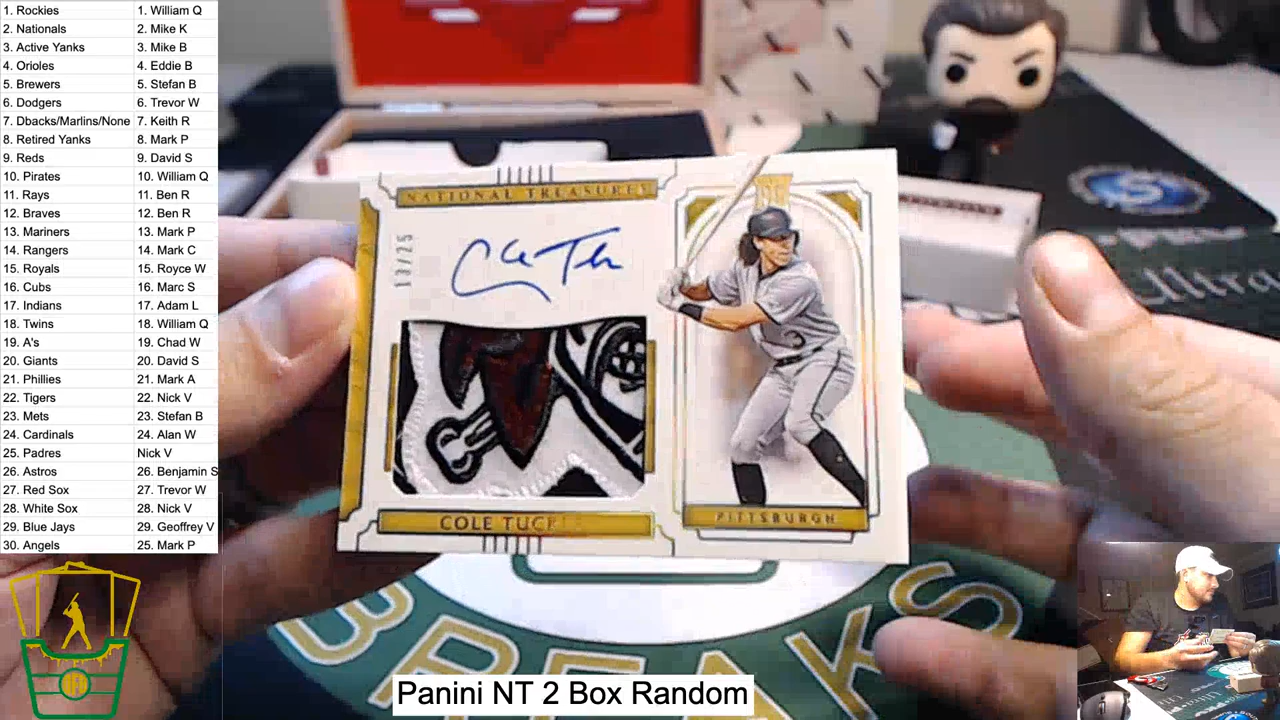 1. Rockies 1. William Q
2. Nationals 2. Mike K
3. Active Yanks 3. Mike B
4. Orioles 4. Eddie B
5. Brewers 5. Stefan B
6. Dodgers 6. Trevor W
7. Dbacks/Marlins/None 7. Keith R
8. Retired Yanks 8. Mark P
9. Reds 9. David S
10. Pirates 10. William Q
11. Rays 11. Ben R
12. Braves 12. Ben R
13. Mariners 13. Mark P
14. Rangers 14. Mark C
15. Royals 15. Royce W
16. Cubs 16. Marc S
17. Indians 17. Adam L
18. Twins 18. William Q
19. A's 19. Chad W
20. Giants 20. David S
21. Phillies 21. Mark A
22. Tigers 22. Nick V
23. Mets 23. Stefan B
24. Cardinals 24. Alan W
25. Padres Nick V
26. Astros 26. Benjamin S
27. Red Sox 27. Trevor W
28. White Sox 28. Nick V
29. Blue Jays 29. Geoffrey V
30. Angels 25. Mark P
NATIONAL TREASURES
RC
13/25
3
COLE TUCKER
PITTSBURGH
Ultra
BREAKS
Panini NT 2 Box Random